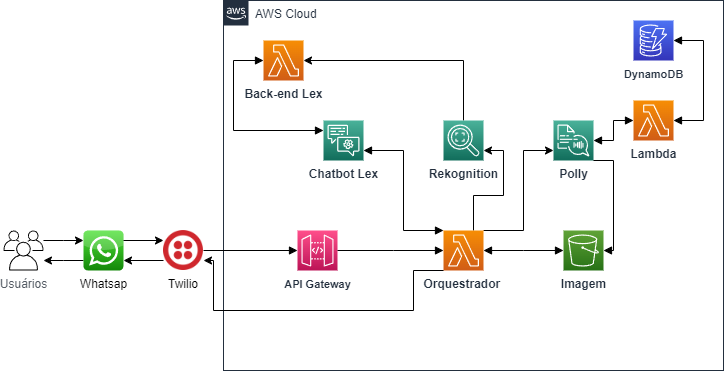 aws
AWS Cloud
DynamoDB
Back-end Lex
Chatbot Lex
Rekognition
Polly
Lambda
Usuários
Whatsap
Twilio
API Gateway
Orquestrador
Imagem